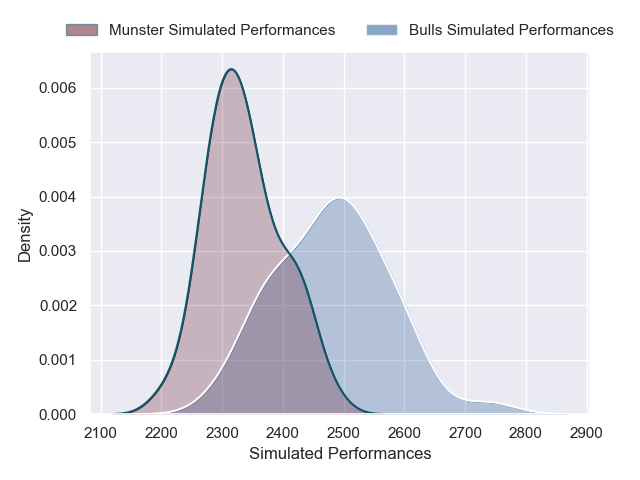 Munster Simulated Performances Bulls Simulated Performances
0.006
0.005
0.004
0.003
0.002
0.001
0.000
Density
2100 2200 2300 2400 2500 2600 2700 2800 2900
Simulated Performances